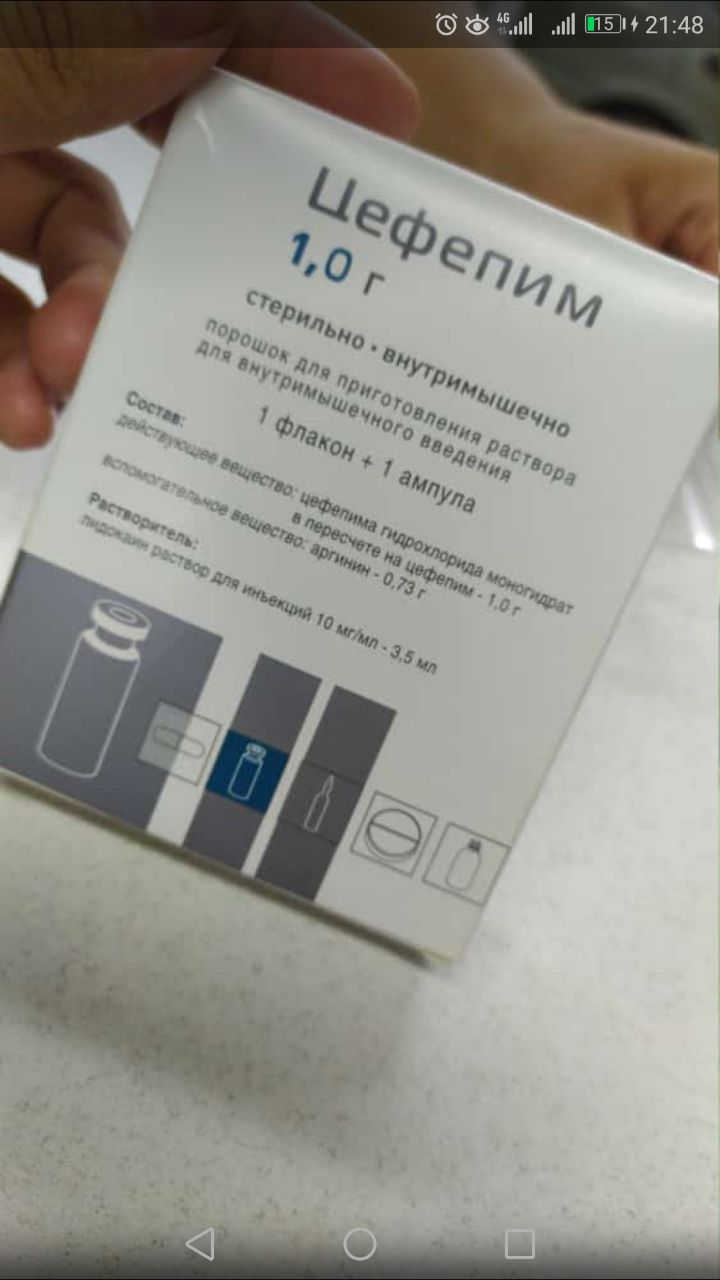 4G 15 21:48
Цефепим
1,0 г
стерильно • внутримышечно
порошок для приготовления раствора
для внутримышечного введения
1 флакон + 1 ампула
Состав:
действующее вещество: цефепима гидрохлорида моногидрат
в пересчете на цефепим - 1,0 г
вспомогательное вещество: аргинин - 0,73 г
Растворитель:
лидокаин раствор для инъекций 10 мг/мл - 3,5 мл